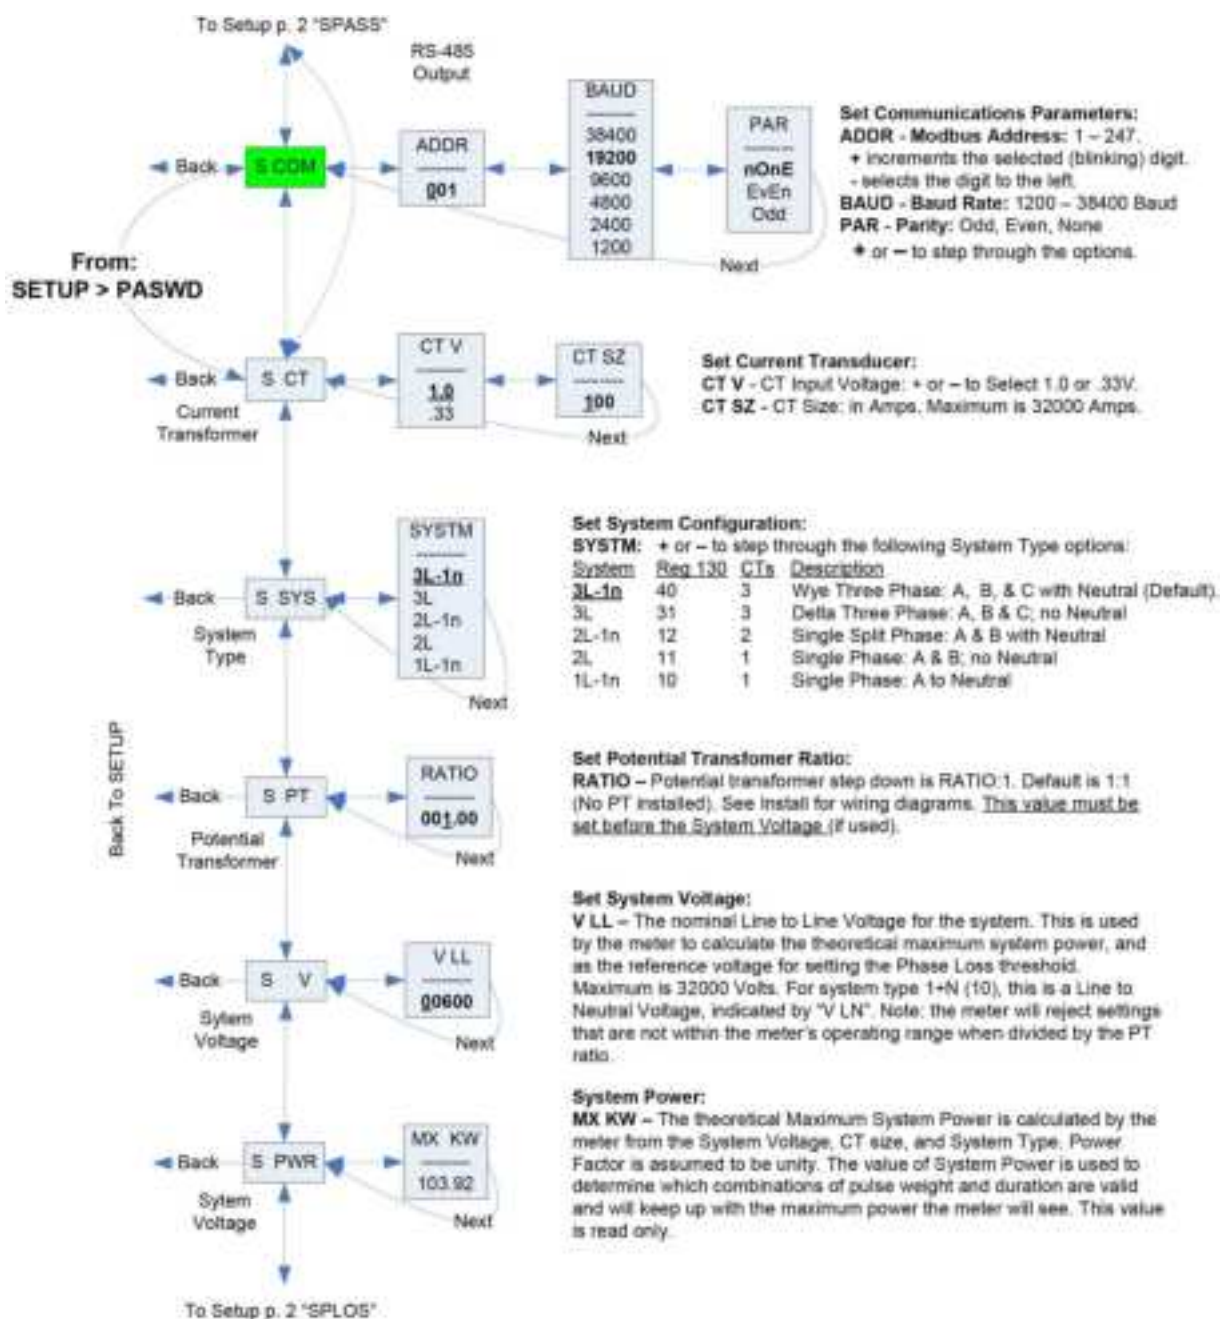 To Setup p. 2 "SPASS"
RS-485
Output
Back
S COM
ADDR
001
BAUD
38400
19200
9600
4800
2400
1200
PAR
nOnE
EvEn
Odd
Next
Set Communications Parameters:
ADDR - Modbus Address: 1 – 247.
+ increments the selected (blinking) digit.
- selects the digit to the left.
BAUD - Baud Rate: 1200 – 38400 Baud
PAR - Parity: Odd, Even, None
+ or – to step through the options.
From:
SETUP > PASWD
Back
S CT
Current
Transformer
CT V
1.0
.33
CT SZ
100
Next
Set Current Transducer:
CT V - CT Input Voltage: + or – to Select 1.0 or .33V.
CT SZ - CT Size: in Amps. Maximum is 32000 Amps.
Back
S SYS
System
Type
SYSTM
3L-1n
3L
2L-1n
2L
1L-1n
Next
Set System Configuration:
SYSTM: + or – to step through the following System Type options:
System Reg 130 CTs Description
3L-1n 40 3 Wye Three Phase: A, B, & C with Neutral (Default).
3L 31 3 Delta Three Phase: A, B & C; no Neutral
2L-1n 12 2 Single Split Phase: A & B with Neutral
2L 11 1 Single Phase: A & B; no Neutral
1L-1n 10 1 Single Phase: A to Neutral
Back To SETUP
Back
S PT
Potential
Transformer
RATIO
001.00
Next
Set Potential Transfomer Ratio:
RATIO – Potential transformer step down is RATIO:1. Default is 1:1
(No PT installed). See Install for wiring diagrams. This value must be
set before the System Voltage (if used).
Back
S V
Sytem
Voltage
V LL
00600
Next
Set System Voltage:
V LL – The nominal Line to Line Voltage for the system. This is used
by the meter to calculate the theoretical maximum system power, and
as the reference voltage for setting the Phase Loss threshold.
Maximum is 32000 Volts. For system type 1+N (10), this is a Line to
Neutral Voltage, indicated by "V LN". Note: the meter will reject settings
that are not within the meter's operating range when divided by the PT
ratio.
Back
S PWR
Sytem
Voltage
MX KW
103.92
Next
System Power:
MX KW – The theoretical Maximum System Power is calculated by the
meter from the System Voltage, CT size, and System Type. Power
Factor is assumed to be unity. The value of System Power is used to
determine which combinations of pulse weight and duration are valid
and will keep up with the maximum power the meter will see. This value
is read only.
To Setup p. 2 "SPLOS"